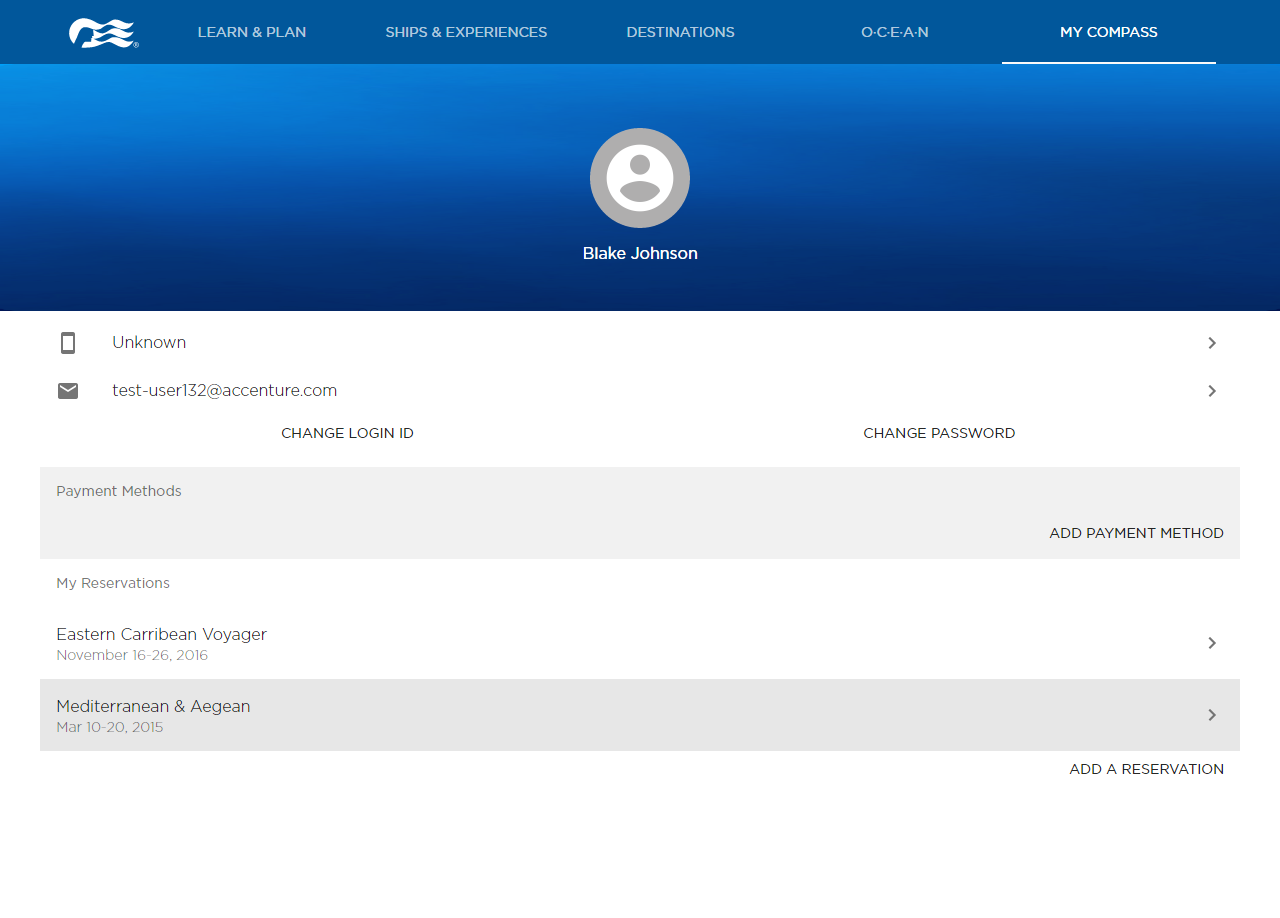 LEARN & PLAN SHIPS & EXPERIENCES DESTINATIONS O·C·E·A·N MY COMPASS
®
Blake Johnson
Unknown
test-user132@accenture.com
CHANGE LOGIN ID CHANGE PASSWORD
Payment Methods
ADD PAYMENT METHOD
My Reservations
Eastern Carribean Voyager
November 16-26, 2016
Mediterranean & Aegean
Mar 10-20, 2015
ADD A RESERVATION